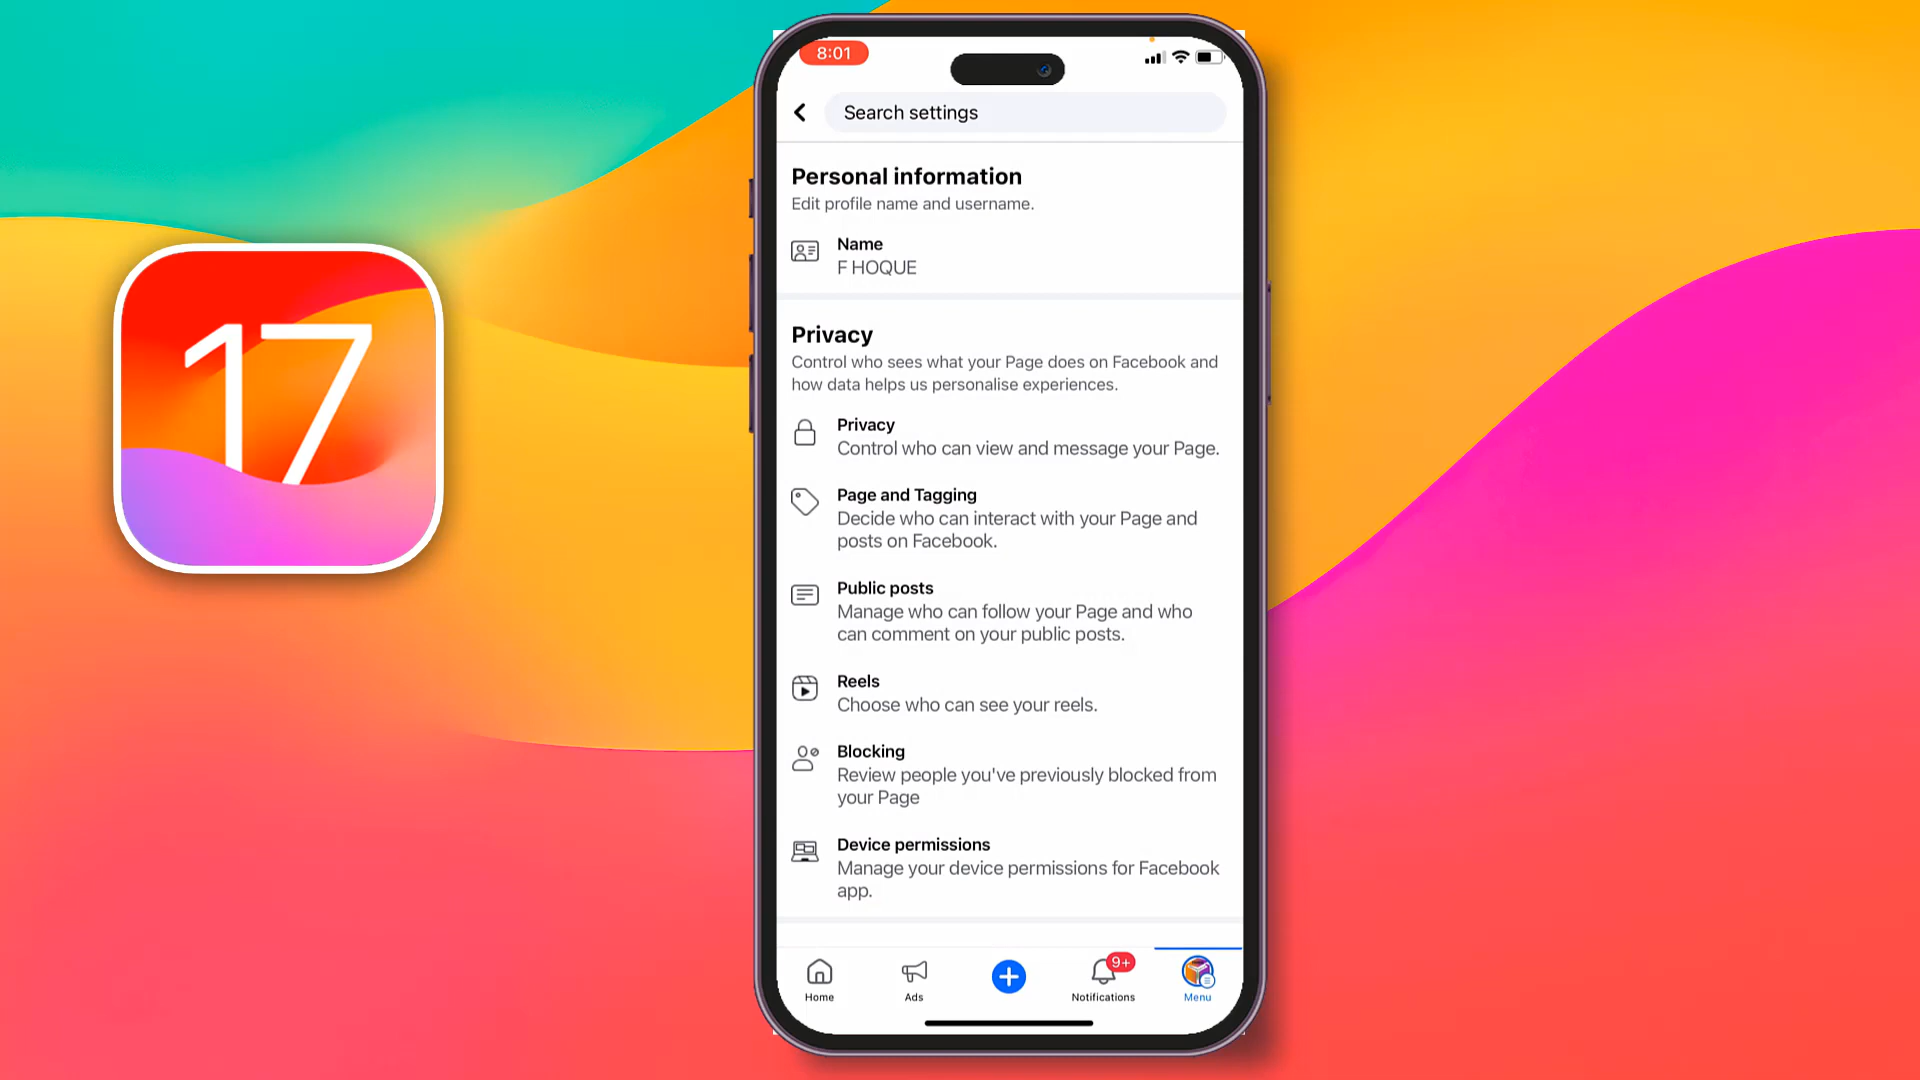 17
8:01
Search settings
Personal information
Edit profile name and username.
Name
F HOQUE
Privacy
Control who sees what your Page does on Facebook and
how data helps us personalise experiences.
Privacy
Control who can view and message your Page.
Page and Tagging
Decide who can interact with your Page and
posts on Facebook.
Public posts
Manage who can follow your Page and who
can comment on your public posts.
Reels
Choose who can see your reels.
Blocking
Review people you've previously blocked from
your Page
Device permissions
Manage your device permissions for Facebook
app.
9+
Home
Ads
Notifications
Menu